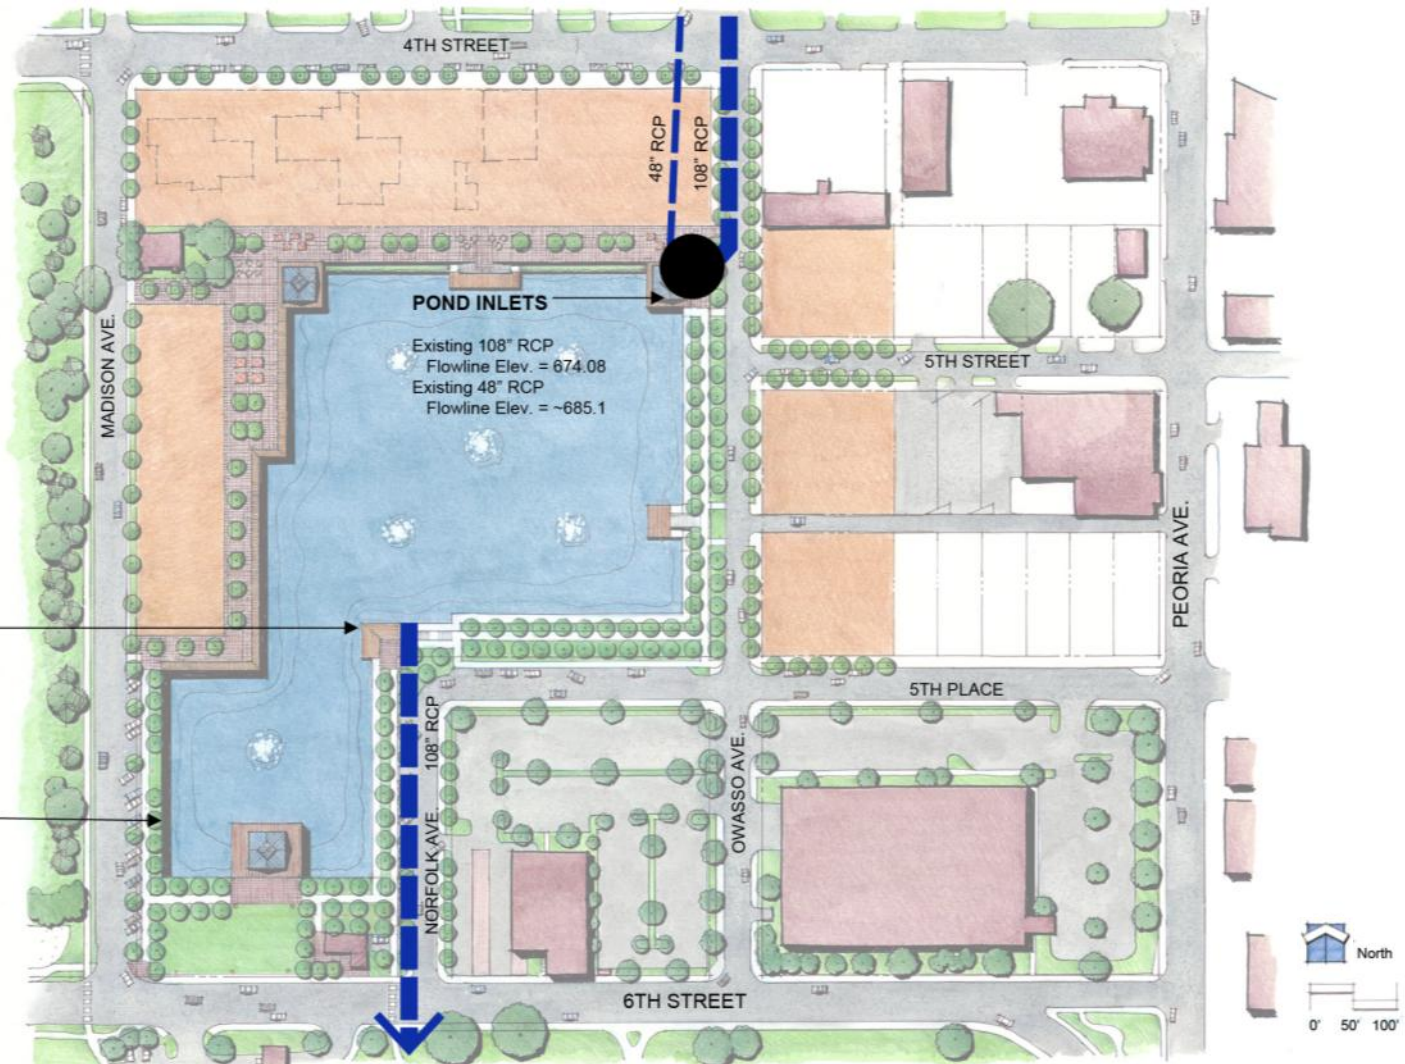 4TH STREET
48" RCP
108" RCP
POND INLETS
Existing 108" RCP
Flowline Elev. = 674.08
Existing 48" RCP
Flowline Elev. = ~685.1
MADISON AVE.
5TH STREET
PEORIA AVE.
5TH PLACE
108" RCP
NORFOLK AVE.
OWASSO AVE.
6TH STREET
North
0' 50' 100'